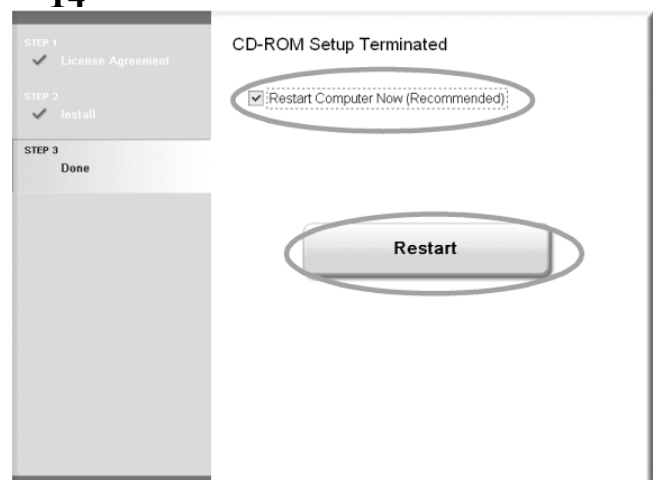 14
STEP 1
License Agreement
STEP 2
Install
STEP 3
Done
CD-ROM Setup Terminated
Restart Computer Now (Recommended)
Restart